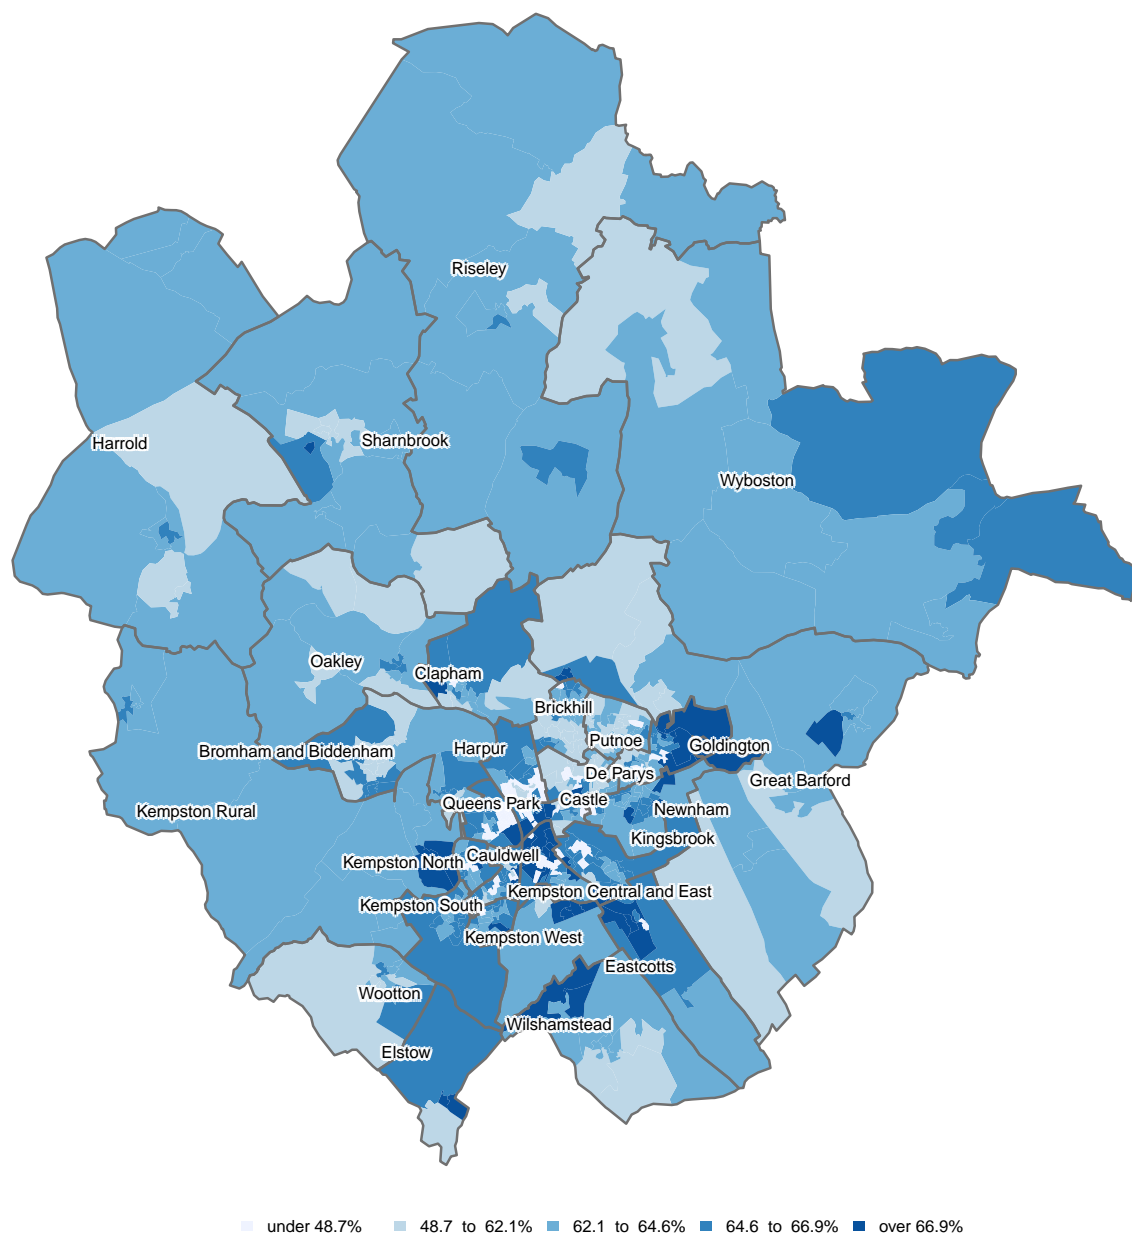 Riseley
Harrold
Sharnbrook
Wyboston
Oakley
Clapham
Brickhill
Putnoe
Goldington
Bromham and Biddenham
Harpur
De Parys
Great Barford
Queens Park
Castle
Newnham
Kempston Rural
Kingsbrook
Kempston North
Cauldwell
Kempston Central and East
Kempston South
Kempston West
Eastcotts
Wootton
Wilshamstead
Elstow
under 48.7% 48.7 to 62.1% 62.1 to 64.6% 64.6 to 66.9% over 66.9%